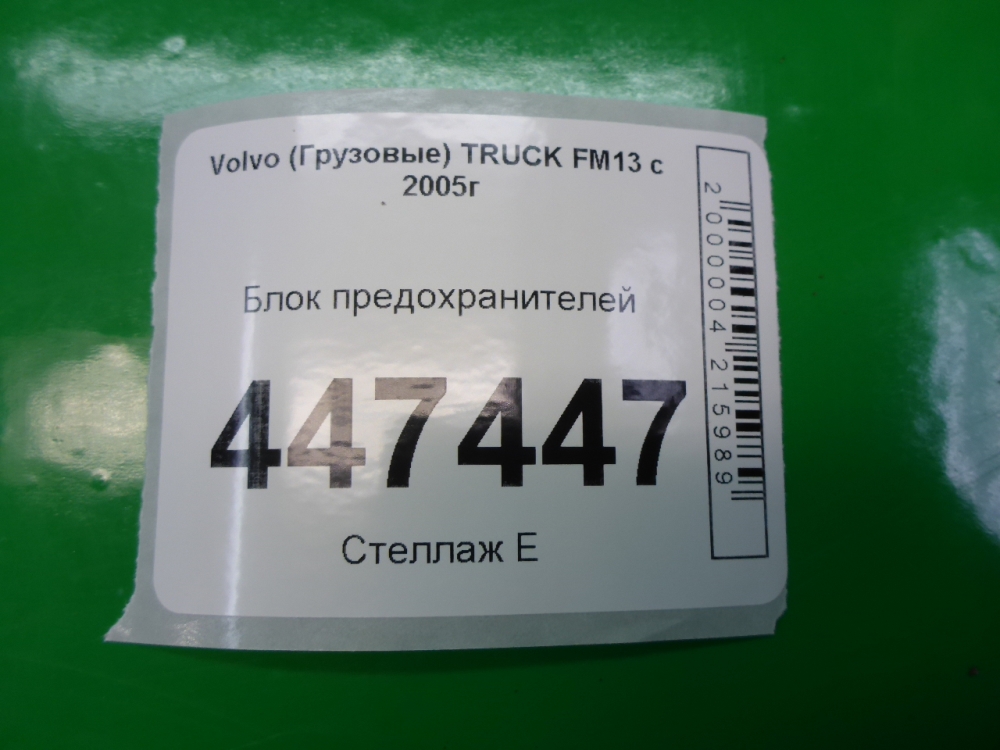 Volvo (Грузовые) TRUCK FM13 с
2005г
Блок предохранителей
447447
Стеллаж Е
2000004215989